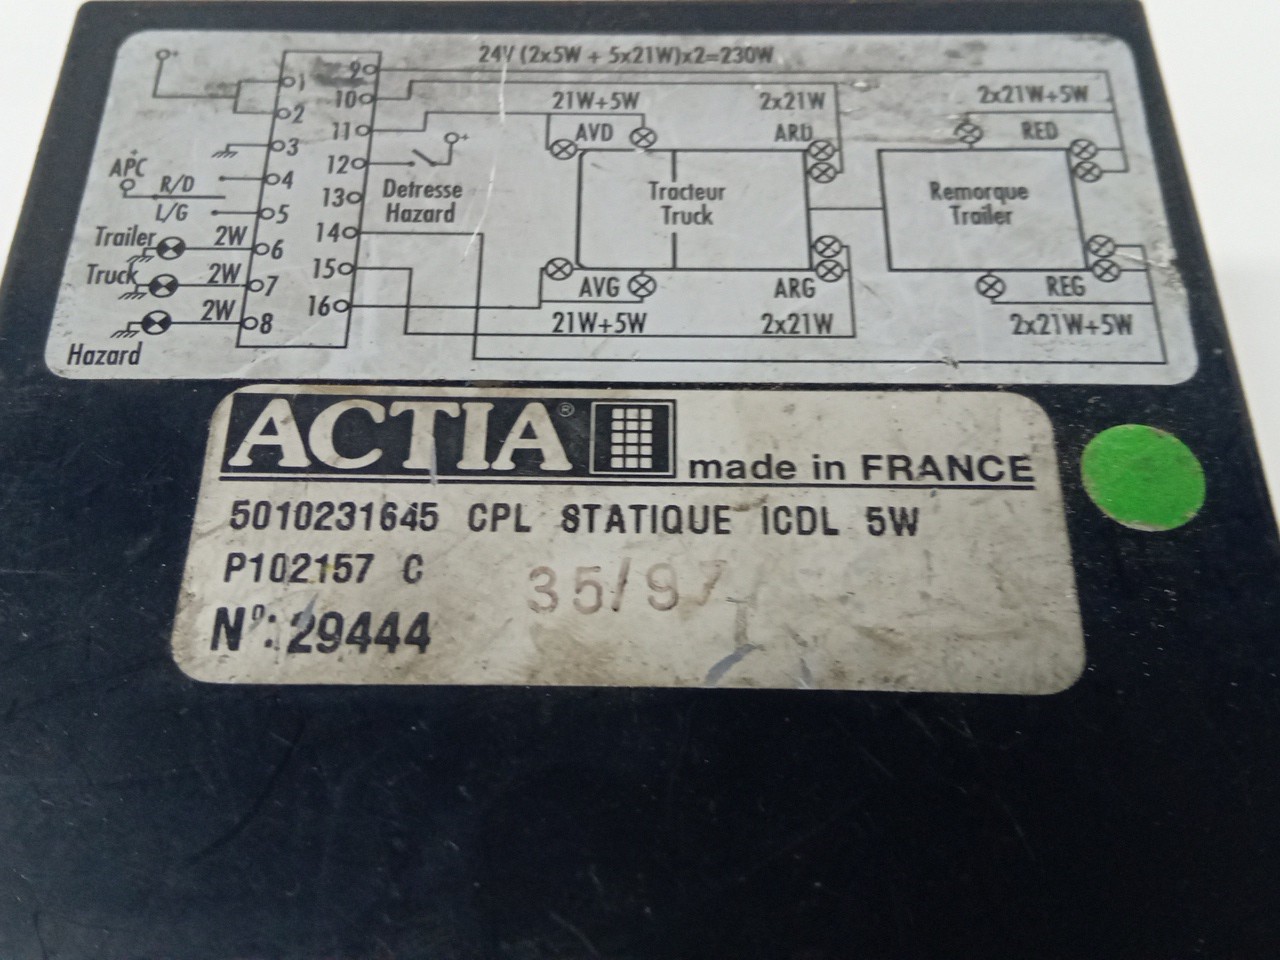 24V (2x5W + 5x21W)x2=230W
+
1
2
3
4
5
6
7
8
9
10
11
12
13
14
15
16
+
APC
R/D
L/G
Trailer
2W
Truck
2W
2W
Hazard
+
Detresse
Hazard
21W+5W
2x21W
2x21W+5W
AVD
ARD
RED
Tracteur
Truck
Remorque
Trailer
AVG
ARG
REG
21W+5W
2x21W
2x21W+5W
+
ACTIA® made in FRANCE
5010231645 CPL STATIQUE ICDL 5W
P102157 C
35/97
Nº: 29444